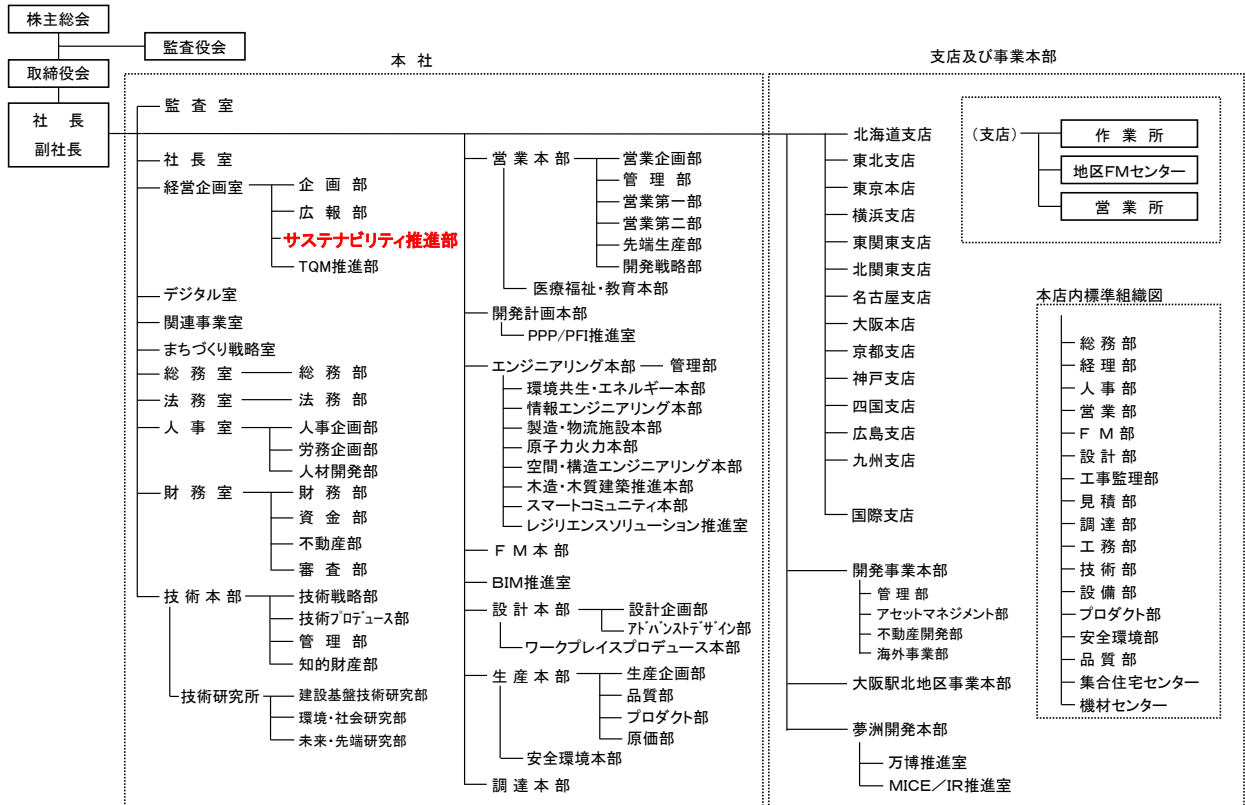 株主総会
監査役会
取締役会
社長
副社長
本社
監査室
社長室
経営企画室
企画部
広報部
サステナビリティ推進部
TQM推進部
デジタル室
関連事業室
まちづくり戦略室
総務室
総務部
法務室
法務部
人事室
人事企画部
労務企画部
人材開発部
財務室
財務部
資金部
不動産部
審査部
技術本部
技術戦略部
技術プロデュース部
管理部
知的財産部
技術研究所
建設基盤技術研究部
環境・社会研究部
未来・先端研究部
営業本部
営業企画部
管理部
営業第一部
営業第二部
先端生産部
開発戦略部
医療福祉・教育本部
開発計画本部
PPP/PFI推進室
エンジニアリング本部
管理部
環境共生・エネルギー本部
情報エンジニアリング本部
製造・物流施設本部
原子力火力本部
空間・構造エンジニアリング本部
木造・木質建築推進本部
スマートコミュニティ本部
レジリエンスソリューション推進室
FM本部
BIM推進室
設計本部
設計企画部
アドバンストデザイン部
ワークプレイスプロデュース本部
生産本部
生産企画部
品質部
プロダクト部
原価部
安全環境本部
調達本部
支店及び事業本部
北海道支店
東北支店
東京本店
横浜支店
東関東支店
北関東支店
名古屋支店
大阪本店
京都支店
神戸支店
四国支店
広島支店
九州支店
国際支店
開発事業本部
管理部
アセットマネジメント部
不動産開発部
海外事業部
大阪駅北地区事業本部
夢洲開発本部
万博推進室
MICE/IR推進室
(支店)
作業所
地区FMセンター
営業所
本店内標準組織図
総務部
経理部
人事部
営業部
FM部
設計部
工事監理部
見積部
調達部
工務部
技術部
設備部
プロダクト部
安全環境部
品質部
集合住宅センター
機材センター